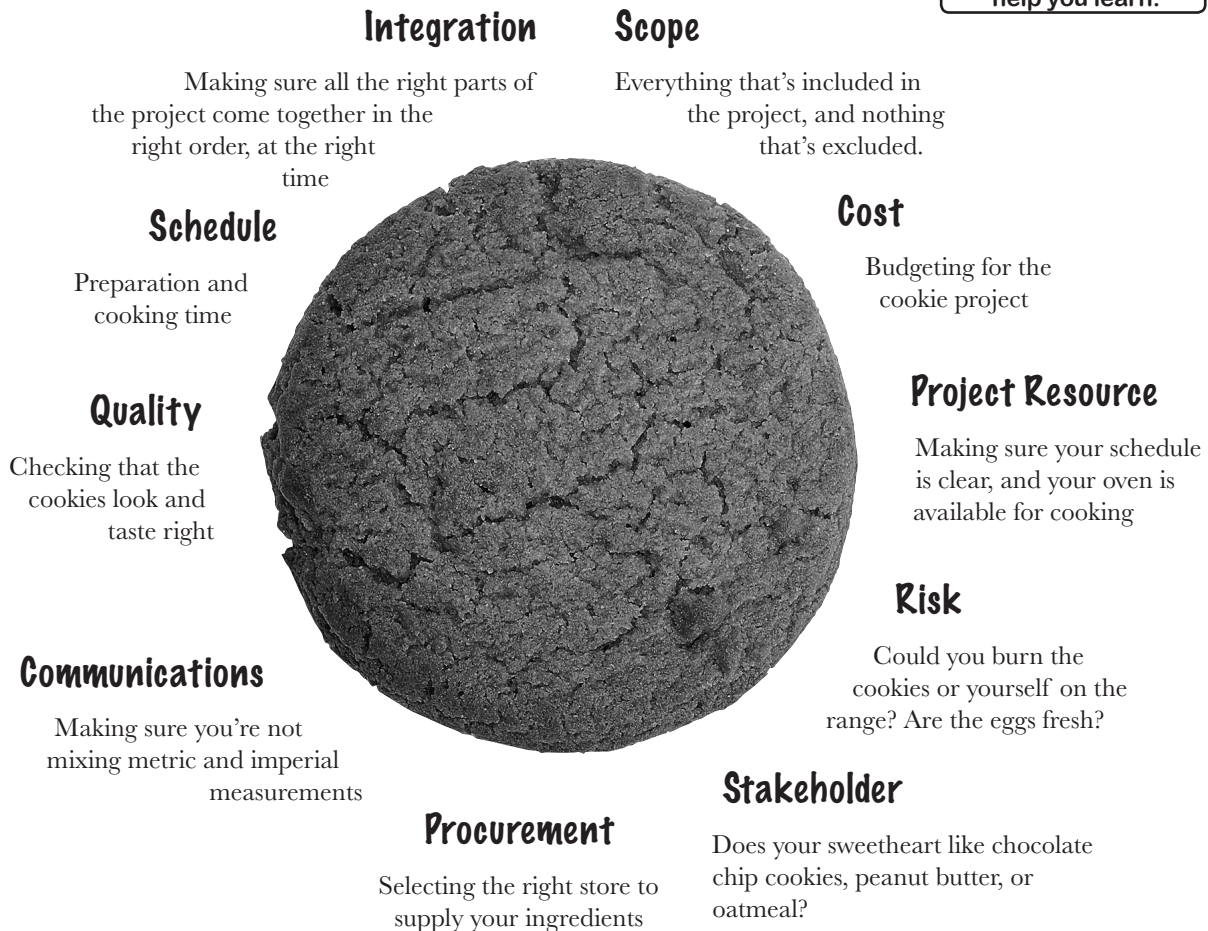 help you learn.
Integration
Making sure all the right parts of
the project come together in the
right order, at the right
time
Scope
Everything that's included in
the project, and nothing
that's excluded.
Schedule
Preparation and
cooking time
Cost
Budgeting for the
cookie project
Quality
Checking that the
cookies look and
taste right
Project Resource
Making sure your schedule
is clear, and your oven is
available for cooking
Risk
Could you burn the
cookies or yourself on the
range? Are the eggs fresh?
Communications
Making sure you're not
mixing metric and imperial
measurements
Stakeholder
Does your sweetheart like chocolate
chip cookies, peanut butter, or
oatmeal?
Procurement
Selecting the right store to
supply your ingredients